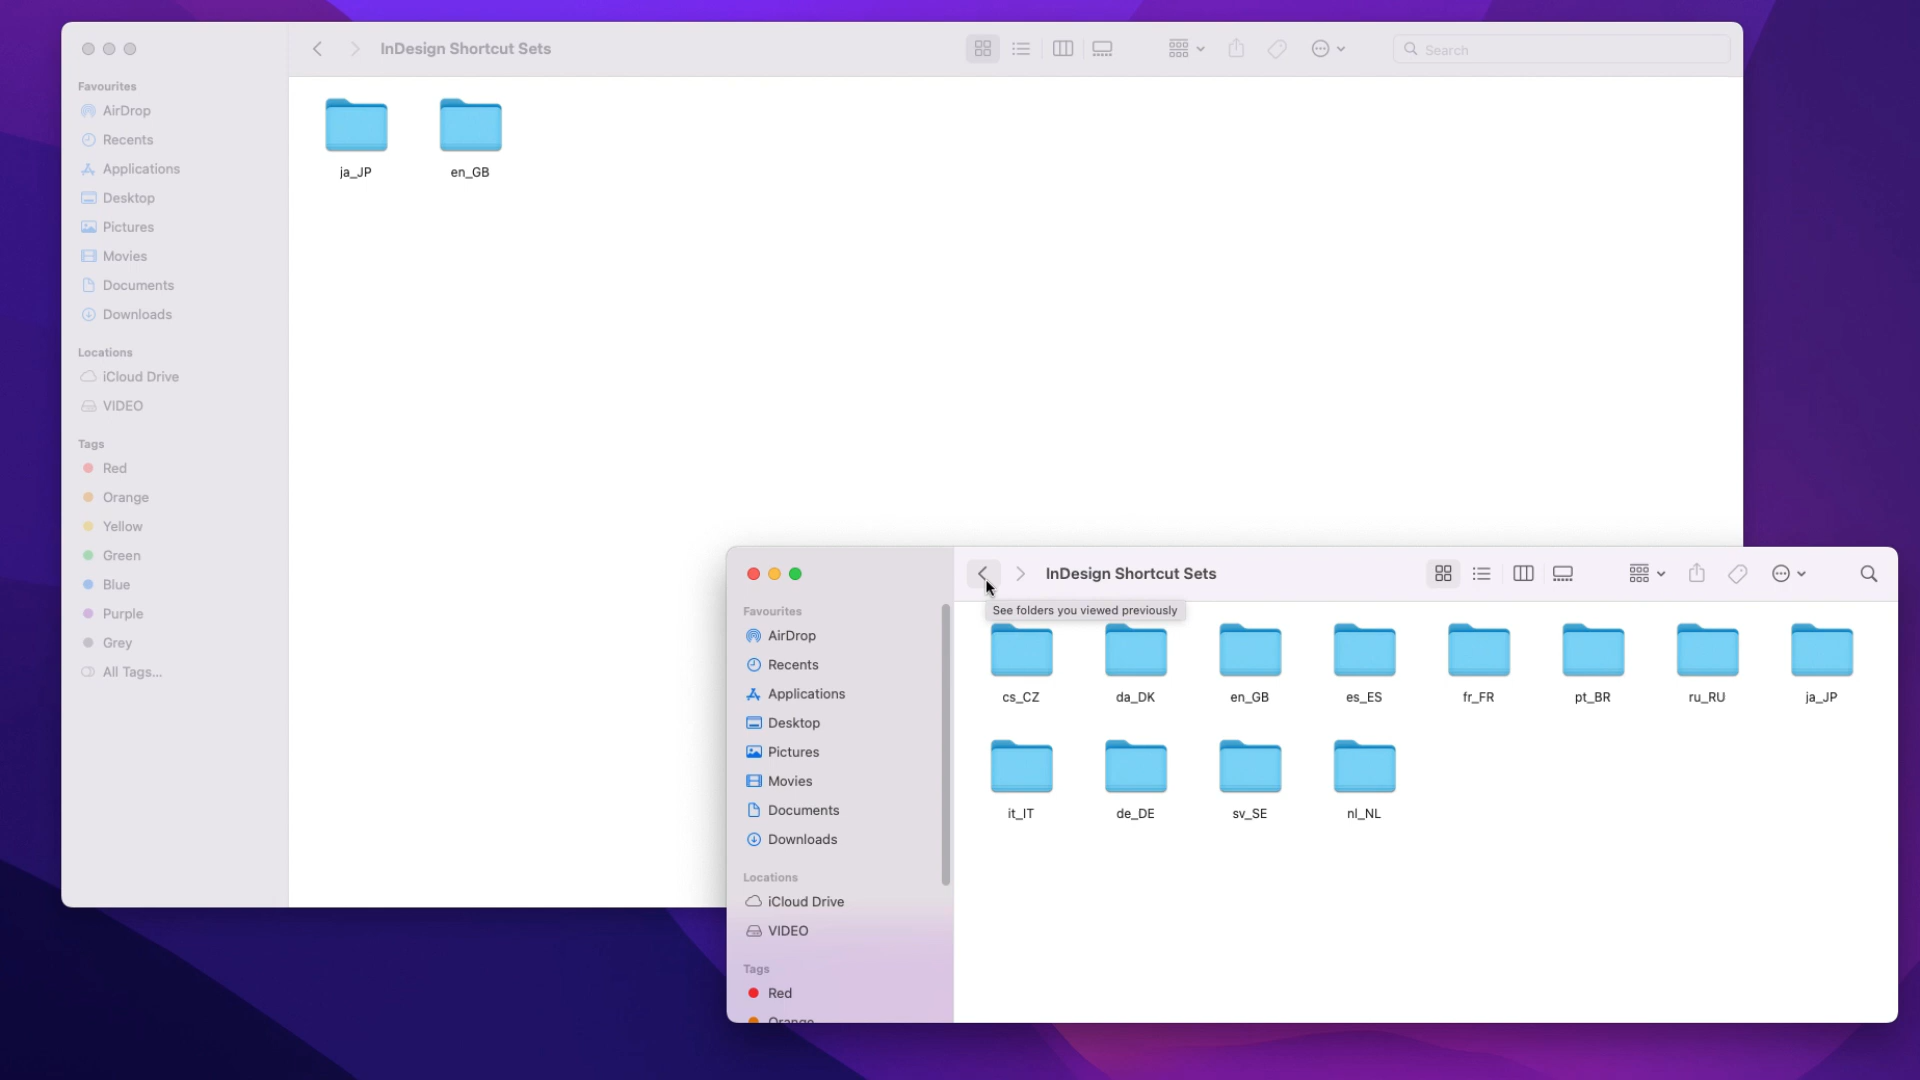 InDesign Shortcut Sets
Search
Favourites
AirDrop
Recents
Applications
Desktop
Pictures
Movies
Documents
Downloads
Locations
iCloud Drive
VIDEO
Tags
Red
Orange
Yellow
Green
Blue
Purple
Grey
All Tags...
ja_JP
en_GB
InDesign Shortcut Sets
See folders you viewed previously
Favourites
AirDrop
Recents
Applications
Desktop
Pictures
Movies
Documents
Downloads
Locations
iCloud Drive
VIDEO
Tags
Red
Orange
cs_CZ
da_DK
en_GB
es_ES
fr_FR
pt_BR
ru_RU
ja_JP
it_IT
de_DE
sv_SE
nl_NL